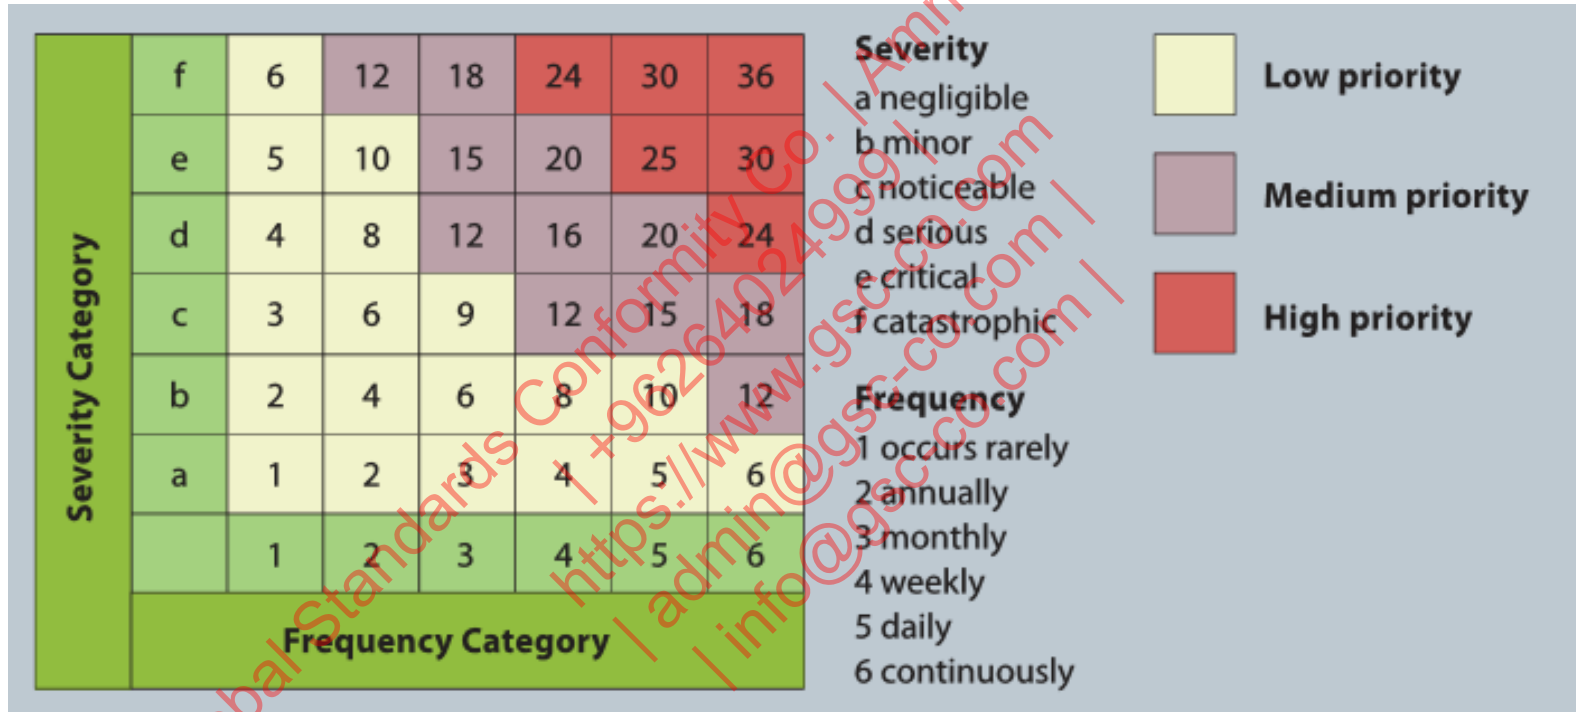 Severity Category
f 6 12 18 24 30 36
e 5 10 15 20 25 30
d 4 8 12 16 20 24
c 3 6 9 12 15 18
b 2 4 6 8 10 12
a 1 2 3 4 5 6
1 2 3 4 5 6
Frequency Category
Severity
a negligible
b minor
c noticeable
d serious
e critical
f catastrophic
Frequency
1 occurs rarely
2 annually
3 monthly
4 weekly
5 daily
6 continuously
Low priority
Medium priority
High priority
Standards Conformity Co. |
| +96264024999 |
https://www.gsc-co.com
| admin@gsc-co.com |
| info@gsc-co.com |